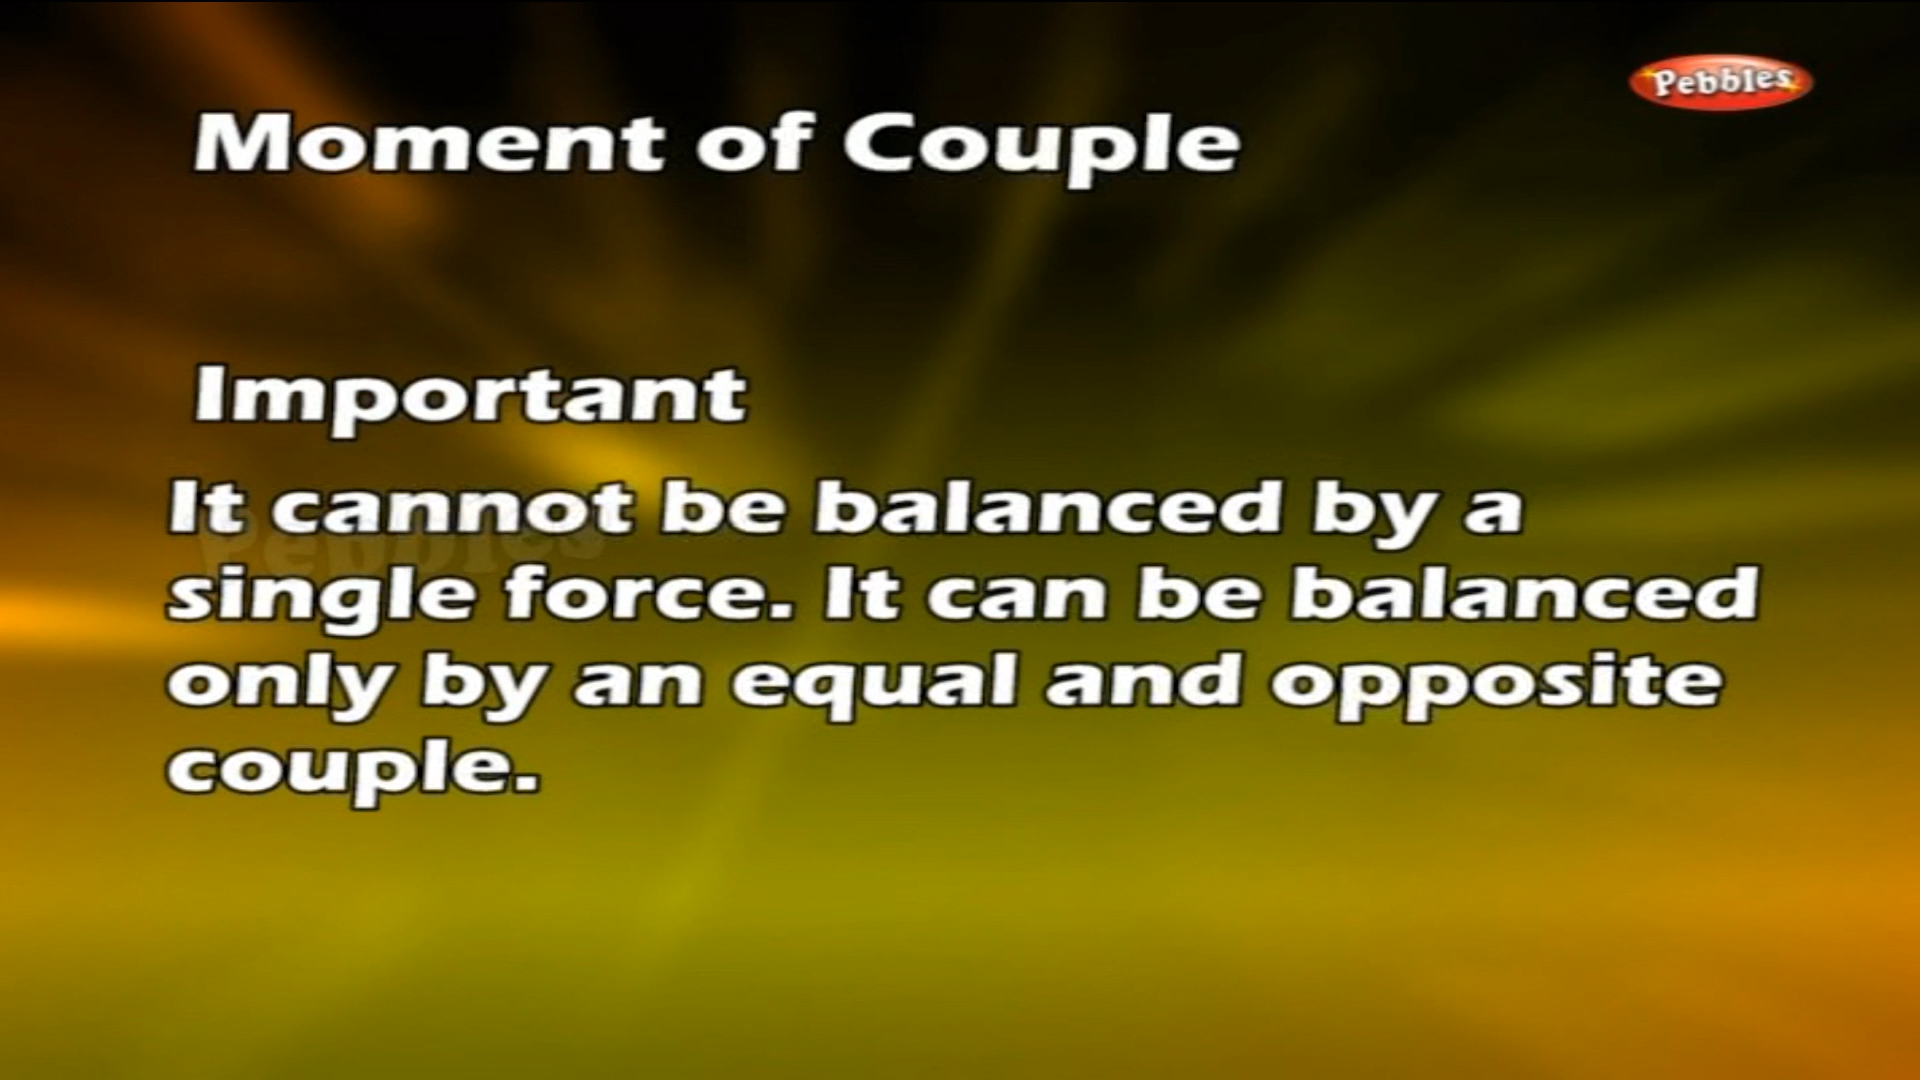 Pebbles
Moment of Couple
Important
It cannot be balanced by a
single force. It can be balanced
only by an equal and opposite
couple.
Pebbles